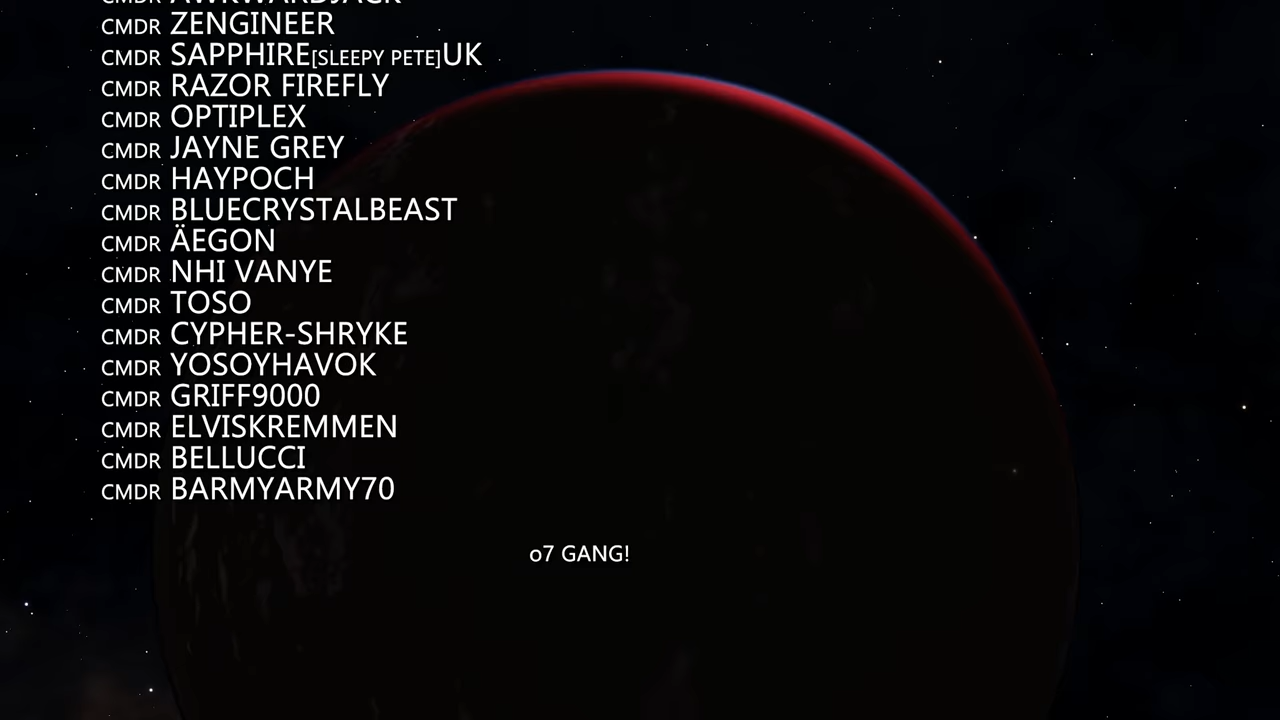 CMDR AWKWARDJACK
CMDR ZENGINEER
CMDR SAPPHIRE[SLEEPY PETE]UK
CMDR RAZOR FIREFLY
CMDR OPTIPLEX
CMDR JAYNE GREY
CMDR HAYPOCH
CMDR BLUECRYSTALBEAST
CMDR ÄEGON
CMDR NHI VANYE
CMDR TOSO
CMDR CYPHER-SHRYKE
CMDR YOSOYHAVOK
CMDR GRIFF9000
CMDR ELVISKREMMEN
CMDR BELLUCCI
CMDR BARMYARMY70
o7 GANG!